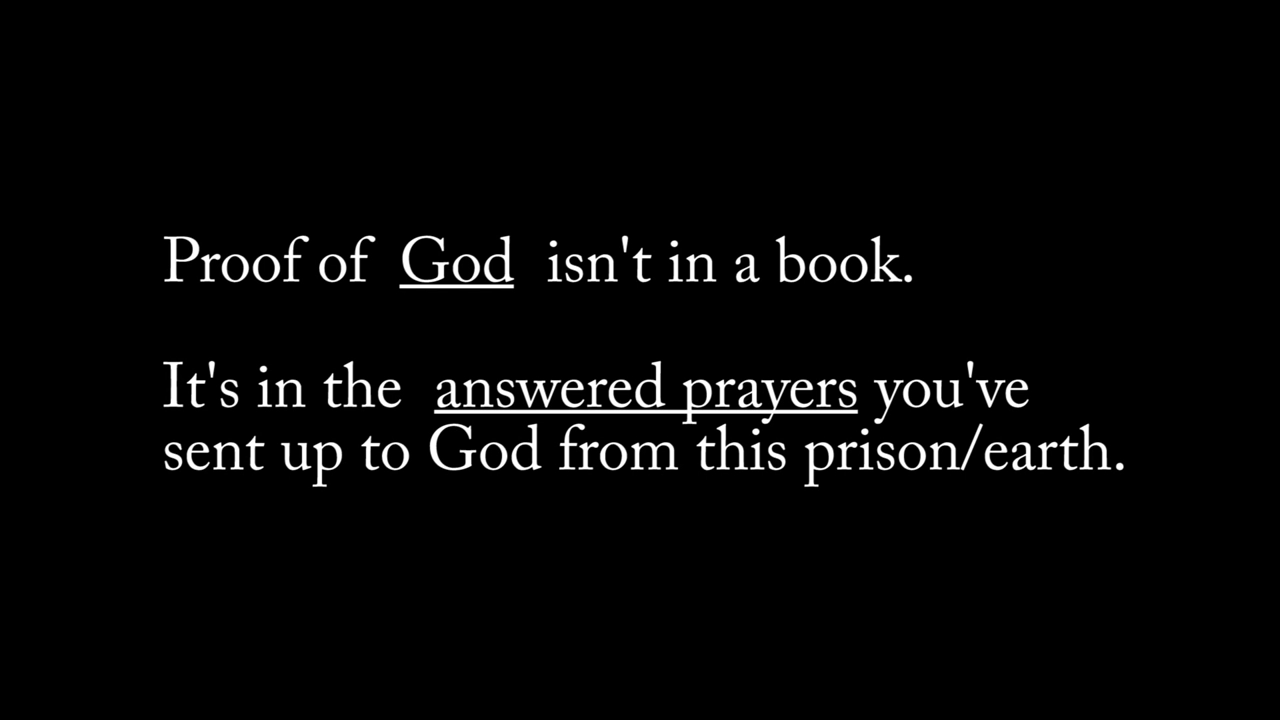 Proof of God isn't in a book.
It's in the answered prayers you've
sent up to God from this prison/earth.